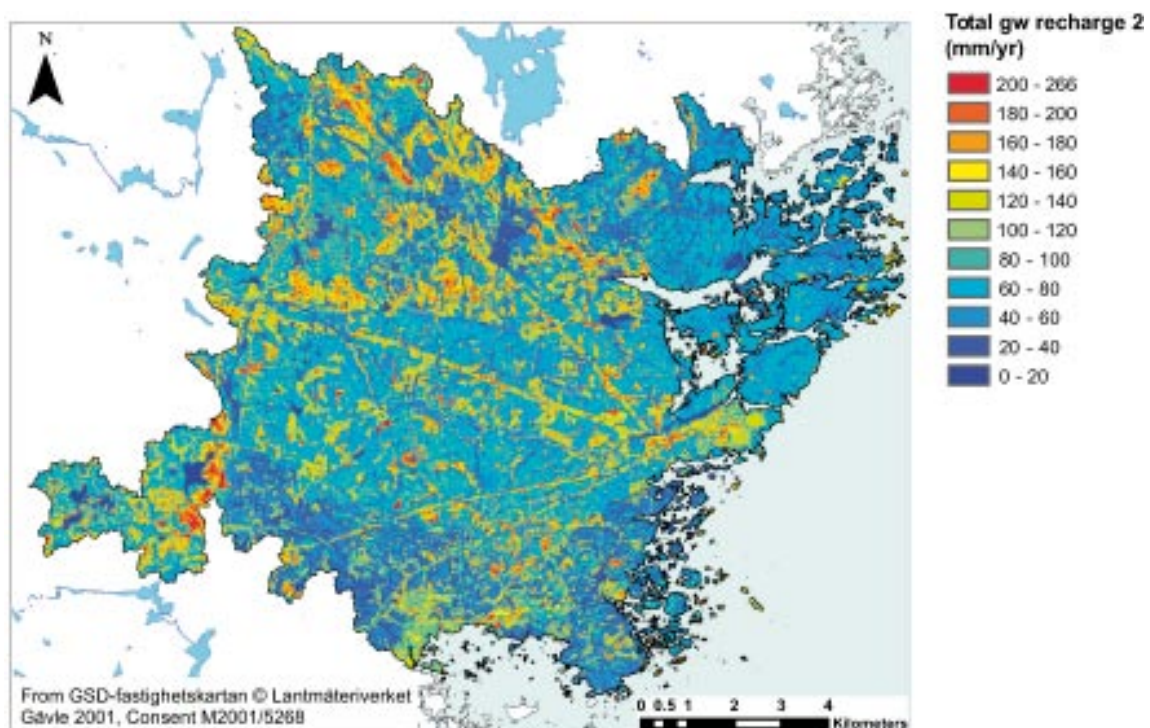 N
Total gw recharge 2
(mm/yr)
200 - 266
180 - 200
160 - 180
140 - 160
120 - 140
100 - 120
80 - 100
60 - 80
40 - 60
20 - 40
0 - 20
From GSD-fastighetskartan © Lantmäteriverket
Gävle 2001, Consent M2001/5268
0 0.5 1 2 3 4
Kilometers